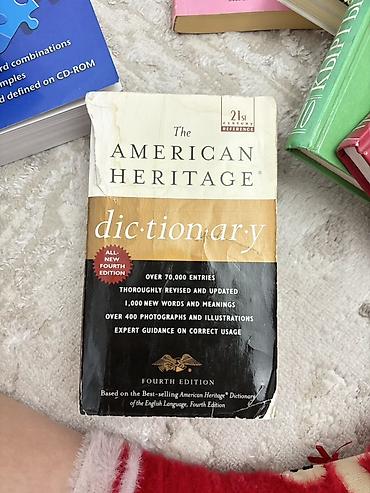 rd combinations
mples
d defined on CD-ROM
21st
CENTURY
REFERENCE
The
AMERICAN
HERITAGE®
dic·tion·ar·y
ALL-
NEW
FOURTH
EDITION
OVER 70,000 ENTRIES
THOROUGHLY REVISED AND UPDATED
1,000 NEW WORDS AND MEANINGS
OVER 400 PHOTOGRAPHS AND ILLUSTRATIONS
EXPERT GUIDANCE ON CORRECT USAGE
FOURTH EDITION
Based on the Best-selling American Heritage® Dictionary
of the English Language, Fourth Edition